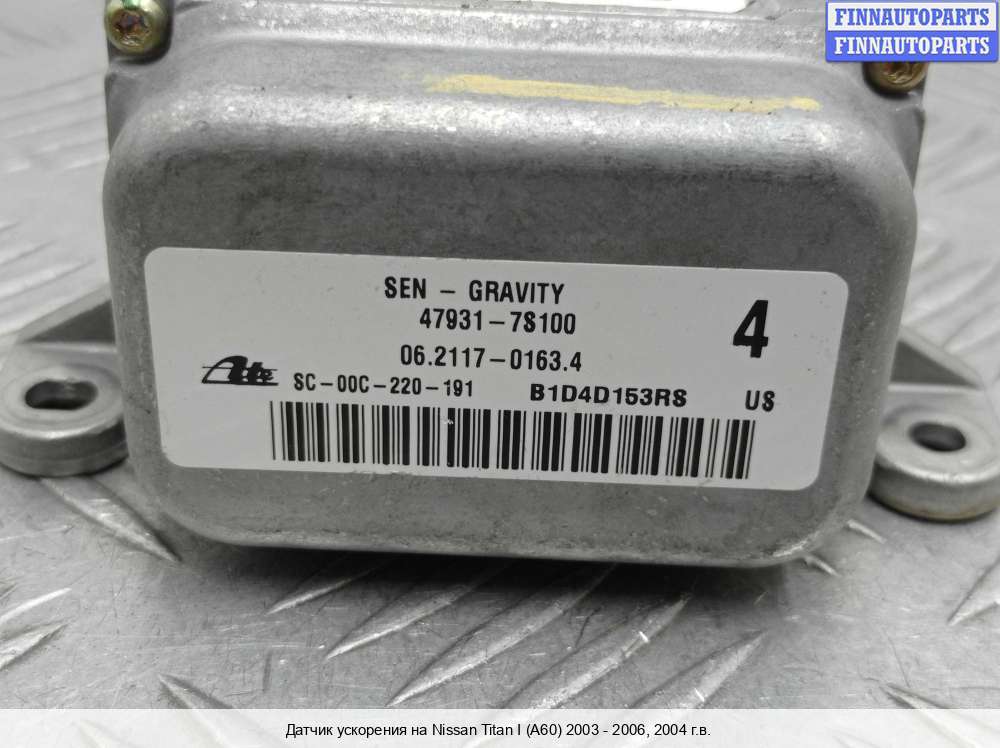 FINNAUTOPARTS
FINNAUTOPARTS
SEN - GRAVITY
47931-7S100
4
06.2117-0163.4
Ate
SC-00C-220-191
B1D4D153RS
US
Датчик ускорения на Nissan Titan I (A60) 2003 - 2006, 2004 г.в.